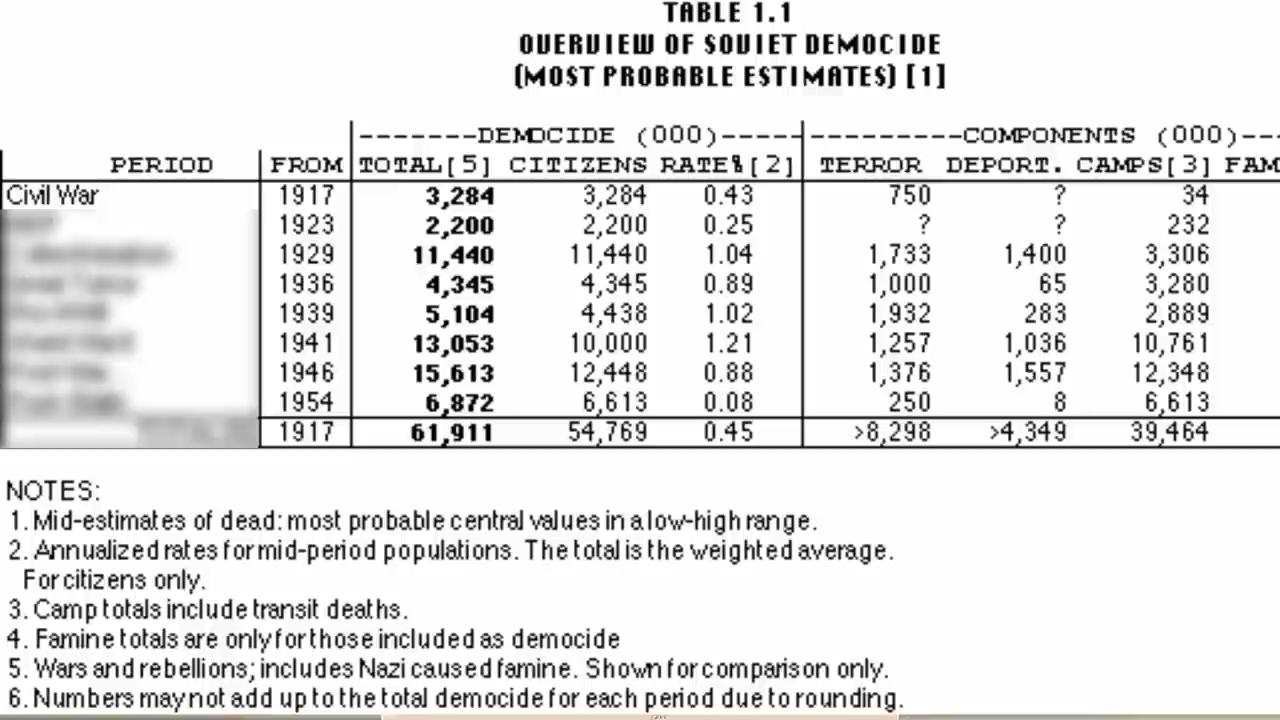 TABLE 1.1
OVERVIEW OF SOVIET DEMOCIDE
(MOST PROBABLE ESTIMATES) [1]
-------DEMOCIDE (000)----- ---------COMPONENTS (000)--
PERIOD FROM TOTAL[5] CITIZENS RATE%[2] TERROR DEPORT. CAMPS[3] FAM
Civil War 1917 3,284 3,284 0.43 750 ? 34
1923 2,200 2,200 0.25 ? ? 232
1929 11,440 11,440 1.04 1,733 1,400 3,306
1936 4,345 4,345 0.89 1,000 65 3,280
1939 5,104 4,438 1.02 1,932 283 2,889
1941 13,053 10,000 1.21 1,257 1,036 10,761
1946 15,613 12,448 0.88 1,376 1,557 12,348
1954 6,872 6,613 0.08 250 8 6,613
1917 61,911 54,769 0.45 >8,298 >4,349 39,464
NOTES:
1. Mid-estimates of dead: most probable central values in a low-high range.
2. Annualized rates for mid-period populations. The total is the weighted average.
For citizens only.
3. Camp totals include transit deaths.
4. Famine totals are only for those included as democide
5. Wars and rebellions; includes Nazi caused famine. Shown for comparison only.
6. Numbers may not add up to the total democide for each period due to rounding.